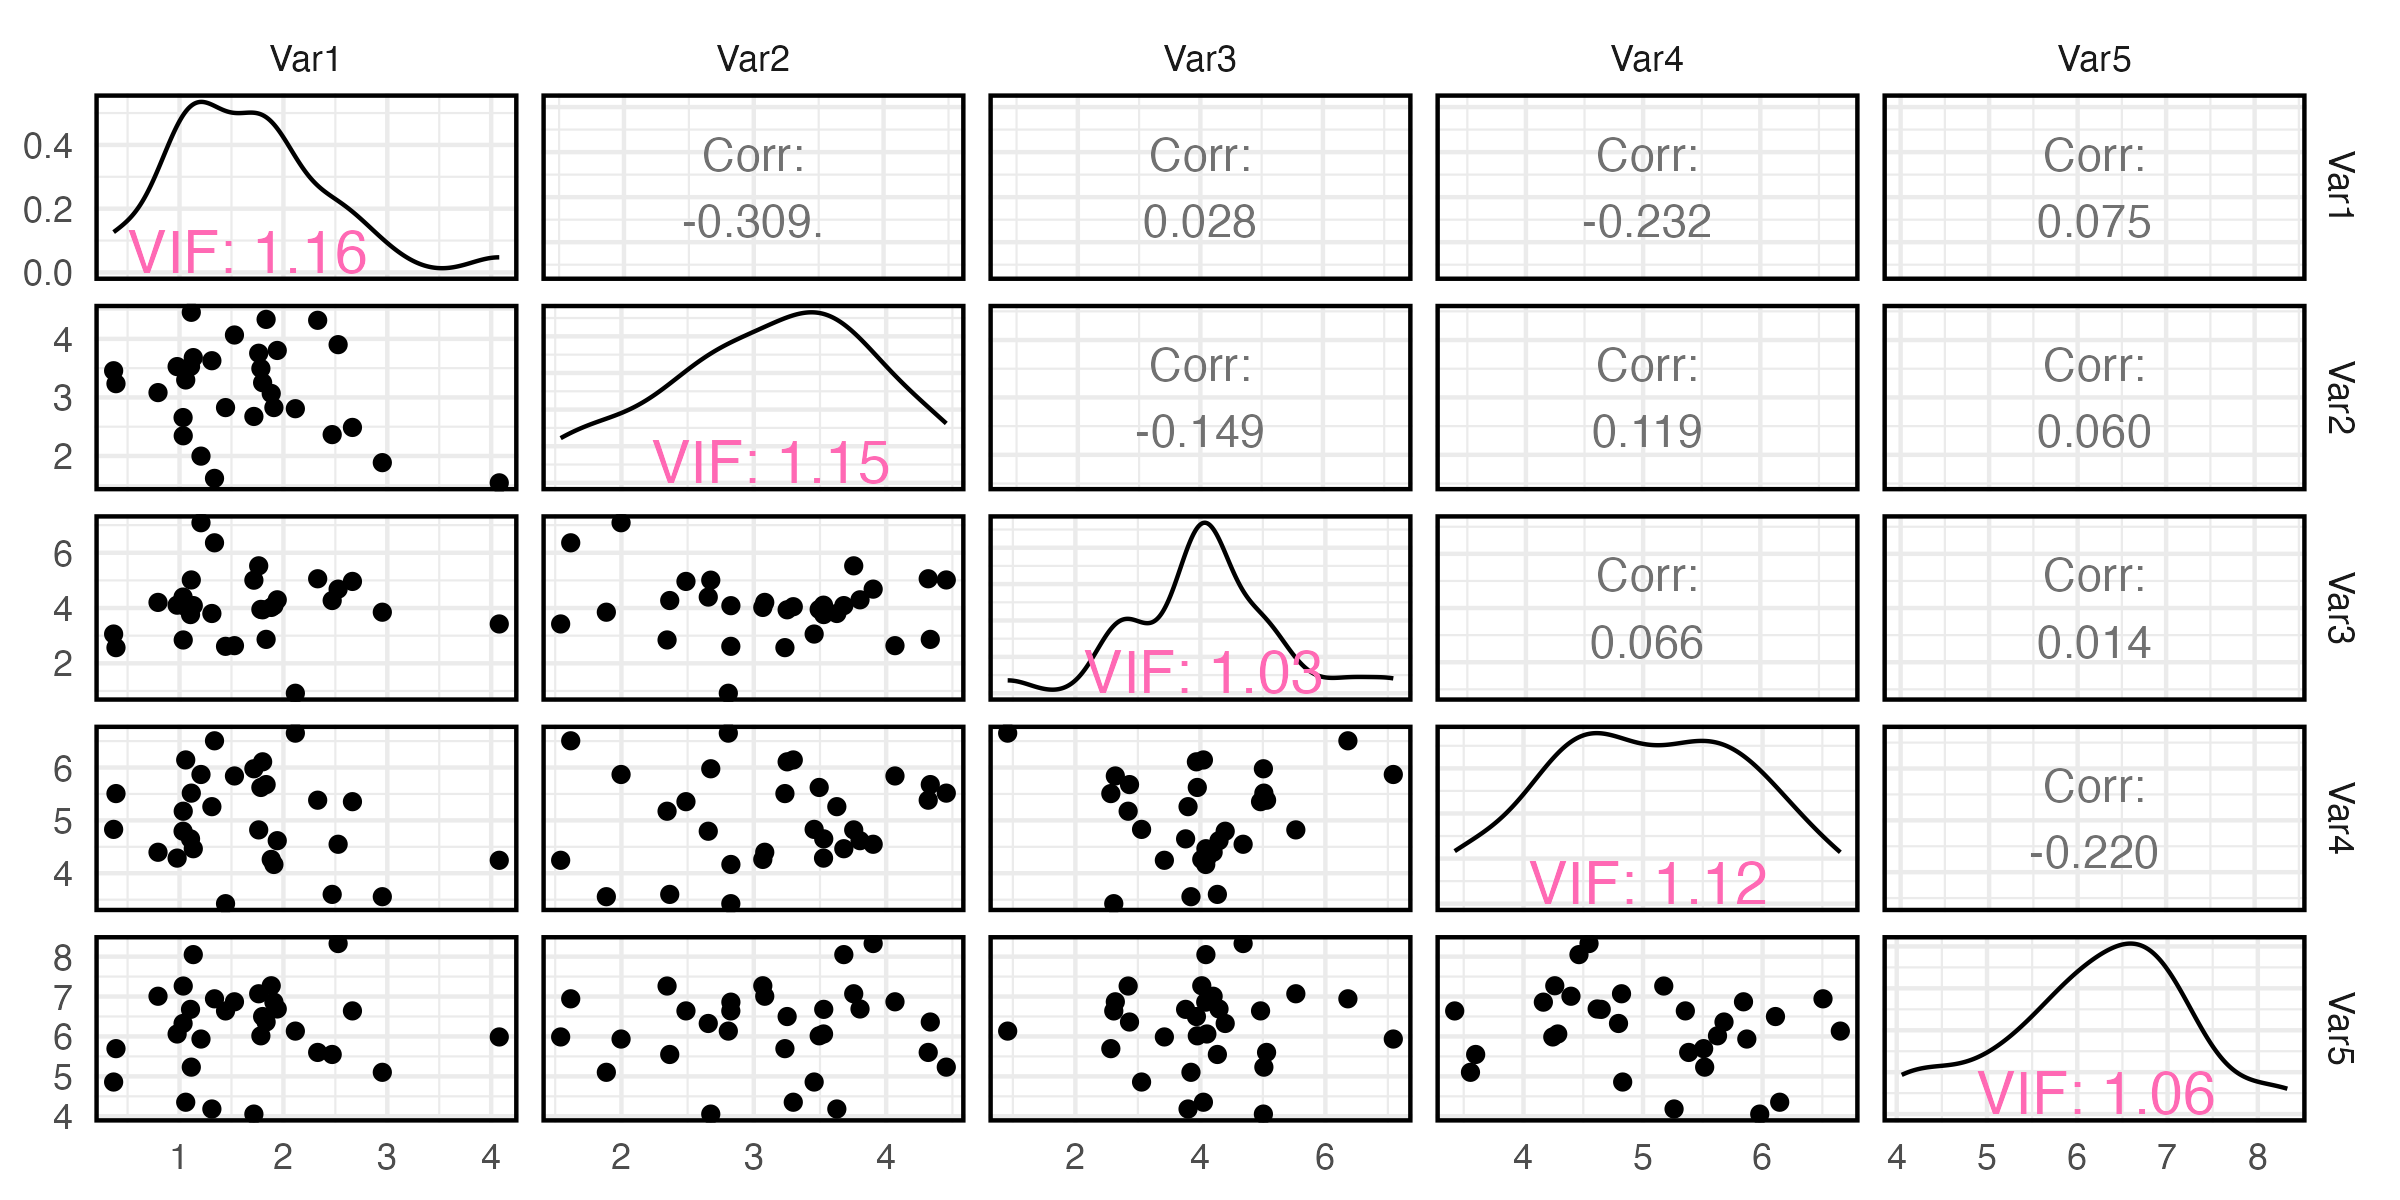 Var1 Var2 Var3 Var4 Var5
0.4
0.2
0.0
VIF: 1.16
Corr:
-0.309.
Corr:
0.028
Corr:
-0.232
Corr:
0.075
Var1
4
3
2
VIF: 1.15
Corr:
-0.149
Corr:
0.119
Corr:
0.060
Var2
6
4
2
VIF: 1.03
Corr:
0.066
Corr:
0.014
Var3
6
5
4
VIF: 1.12
Corr:
-0.220
Var4
8
7
6
5
4
VIF: 1.06
Var5
1 2 3 4 2 3 4 2 4 6 4 5 6 4 5 6 7 8